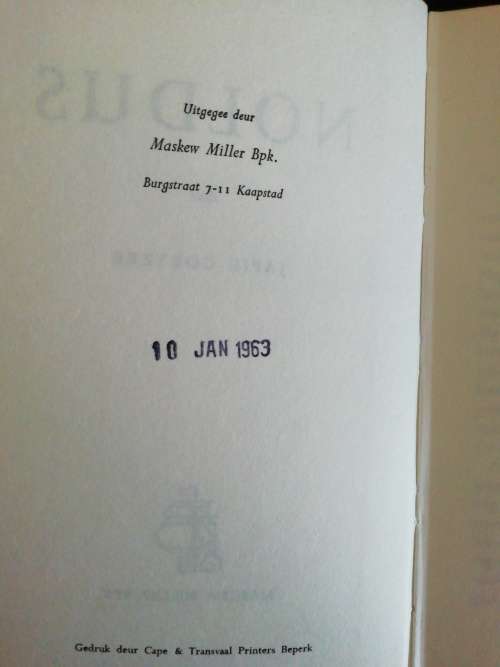 Uitgegee deur
Maskew Miller Bpk.
Burgstraat 7-11 Kaapstad
10 JAN 1963
Gedruk deur Cape & Transvaal Printers Beperk